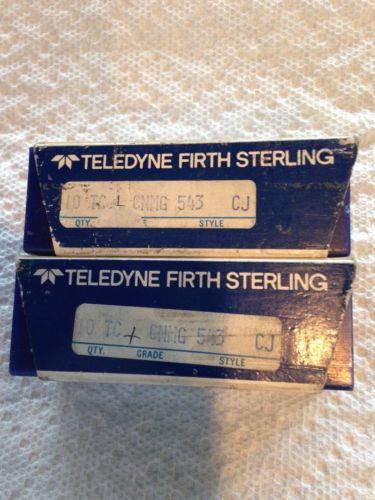 TELEDYNE FIRTH STERLING
10 TC CNMG 543 CJ
QTY. STYLE
TELEDYNE FIRTH STERLING
10 TC + CNMG 543 CJ
QTY. GRADE STYLE